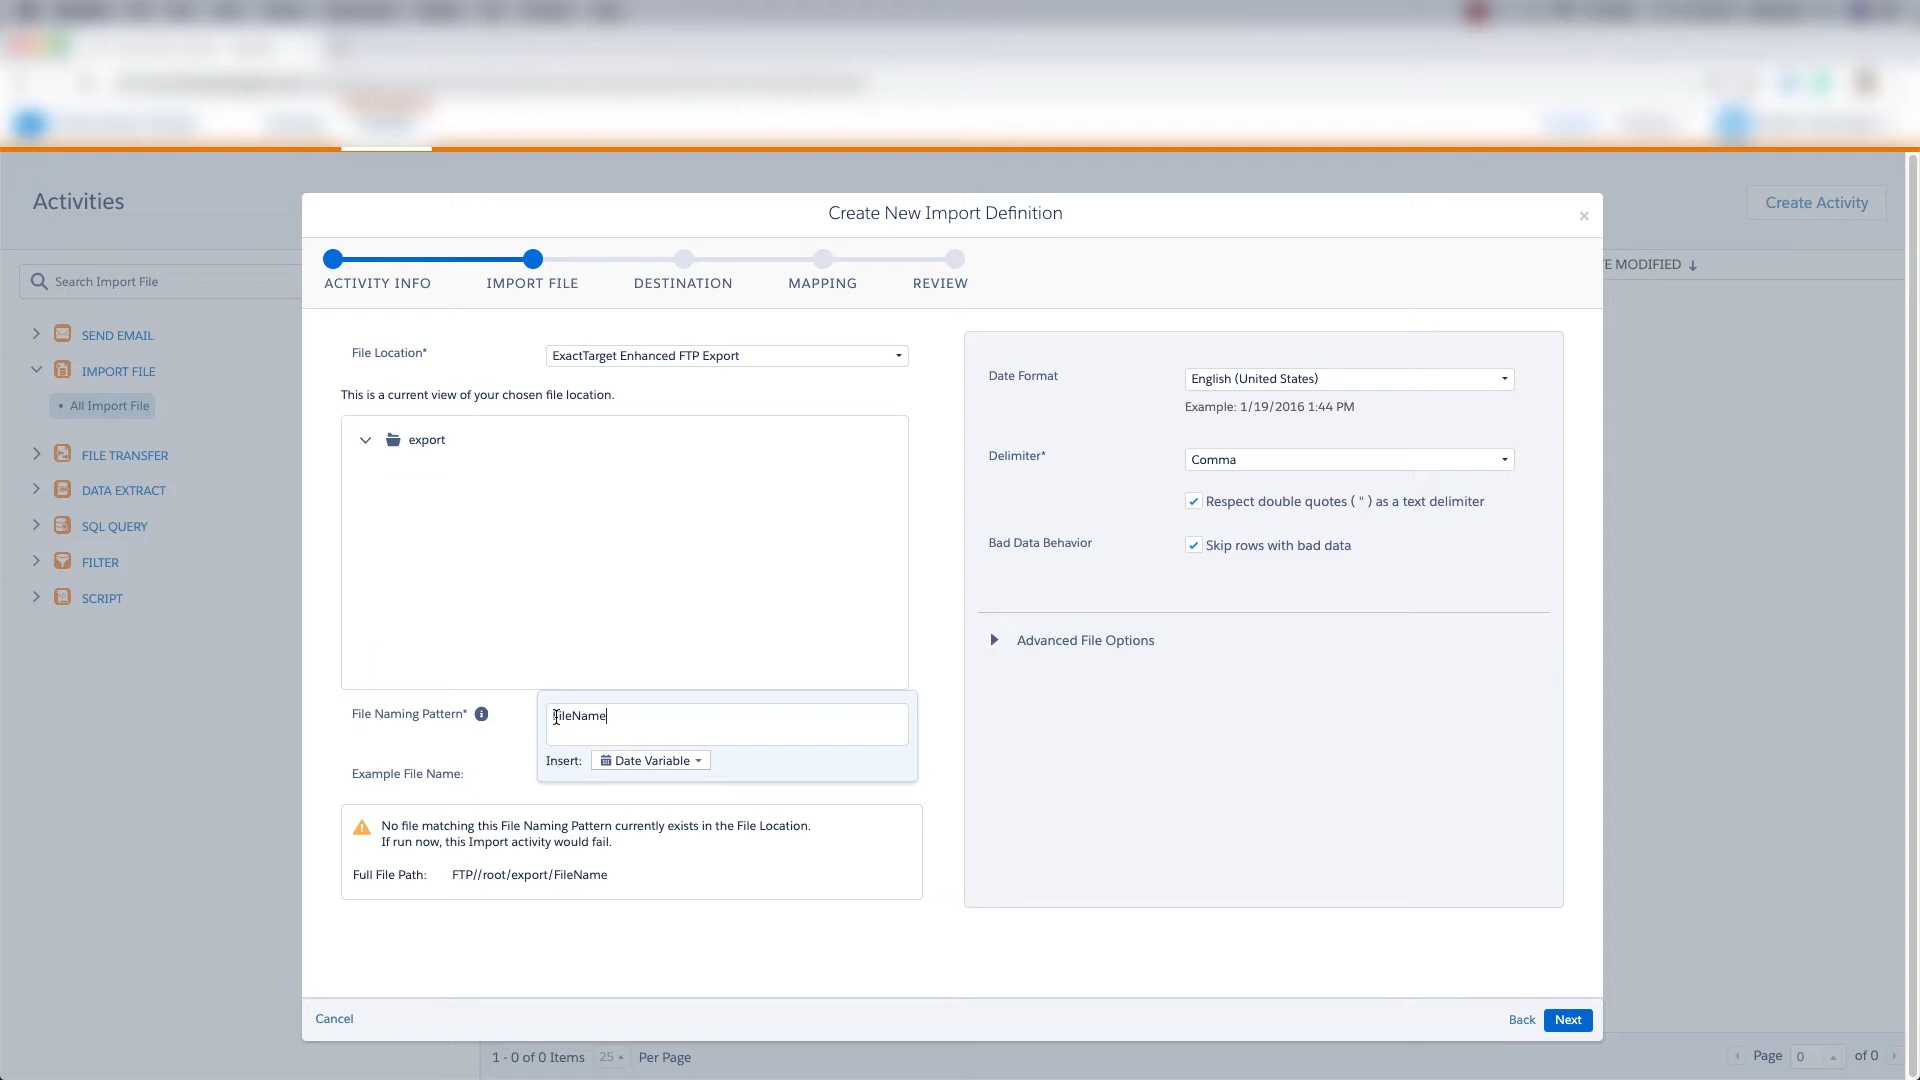 Activities
Create Activity
Create New Import Definition
×
ACTIVITY INFO
IMPORT FILE
DESTINATION
MAPPING
REVIEW
Search Import File
E MODIFIED ↓
SEND EMAIL
IMPORT FILE
• All Import File
FILE TRANSFER
DATA EXTRACT
SQL QUERY
FILTER
SCRIPT
File Location*
ExactTarget Enhanced FTP Export
This is a current view of your chosen file location.
export
File Naming Pattern*
FileName
Insert: Date Variable
Example File Name:
No file matching this File Naming Pattern currently exists in the File Location.
If run now, this Import activity would fail.
Full File Path: FTP//root/export/FileName
Date Format
English (United States)
Example: 1/19/2016 1:44 PM
Delimiter*
Comma
Respect double quotes ( " ) as a text delimiter
Bad Data Behavior
Skip rows with bad data
Advanced File Options
Cancel
Back
Next
1 - 0 of 0 Items 25 Per Page
Page 0 of 0